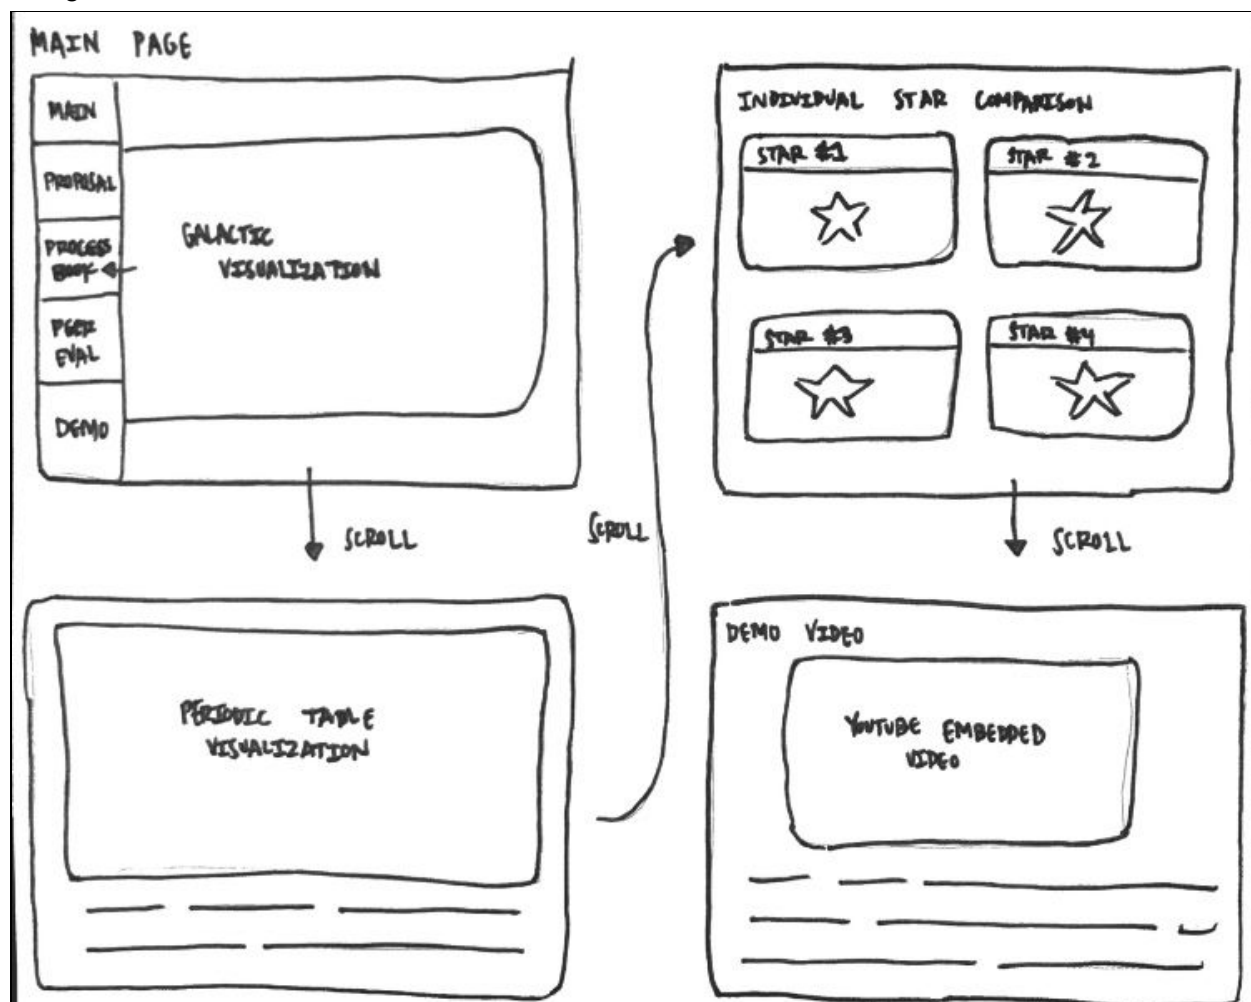 MAIN PAGE
MAIN
PROPOSAL
PROCESS
BOOK
PEER
EVAL
DEMO
GALACTIC
VISUALIZATION
SCROLL
PERIODIC TABLE
VISUALIZATION
SCROLL
INDIVIDUAL STAR COMPARISON
STAR #1
STAR #2
STAR #3
STAR #4
SCROLL
DEMO VIDEO
YOUTUBE EMBEDDED
VIDEO